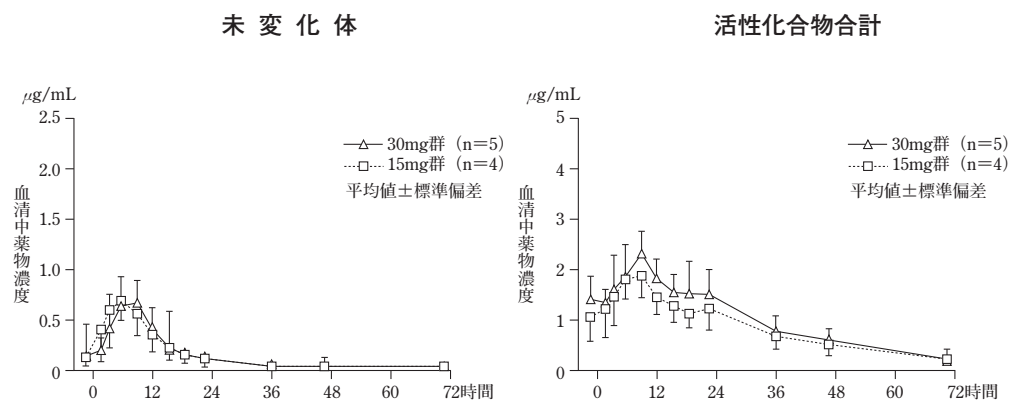 未変化体
μg/mL
2.5
2.0
1.5
1.0
0.5
0
血清中薬物濃度
30mg群（n＝5）
15mg群（n＝4）
平均値±標準偏差
0 12 24 36 48 60 72時間
活性化合物合計
μg/mL
5
4
3
2
1
0
血清中薬物濃度
30mg群（n＝5）
15mg群（n＝4）
平均値±標準偏差
0 12 24 36 48 60 72時間